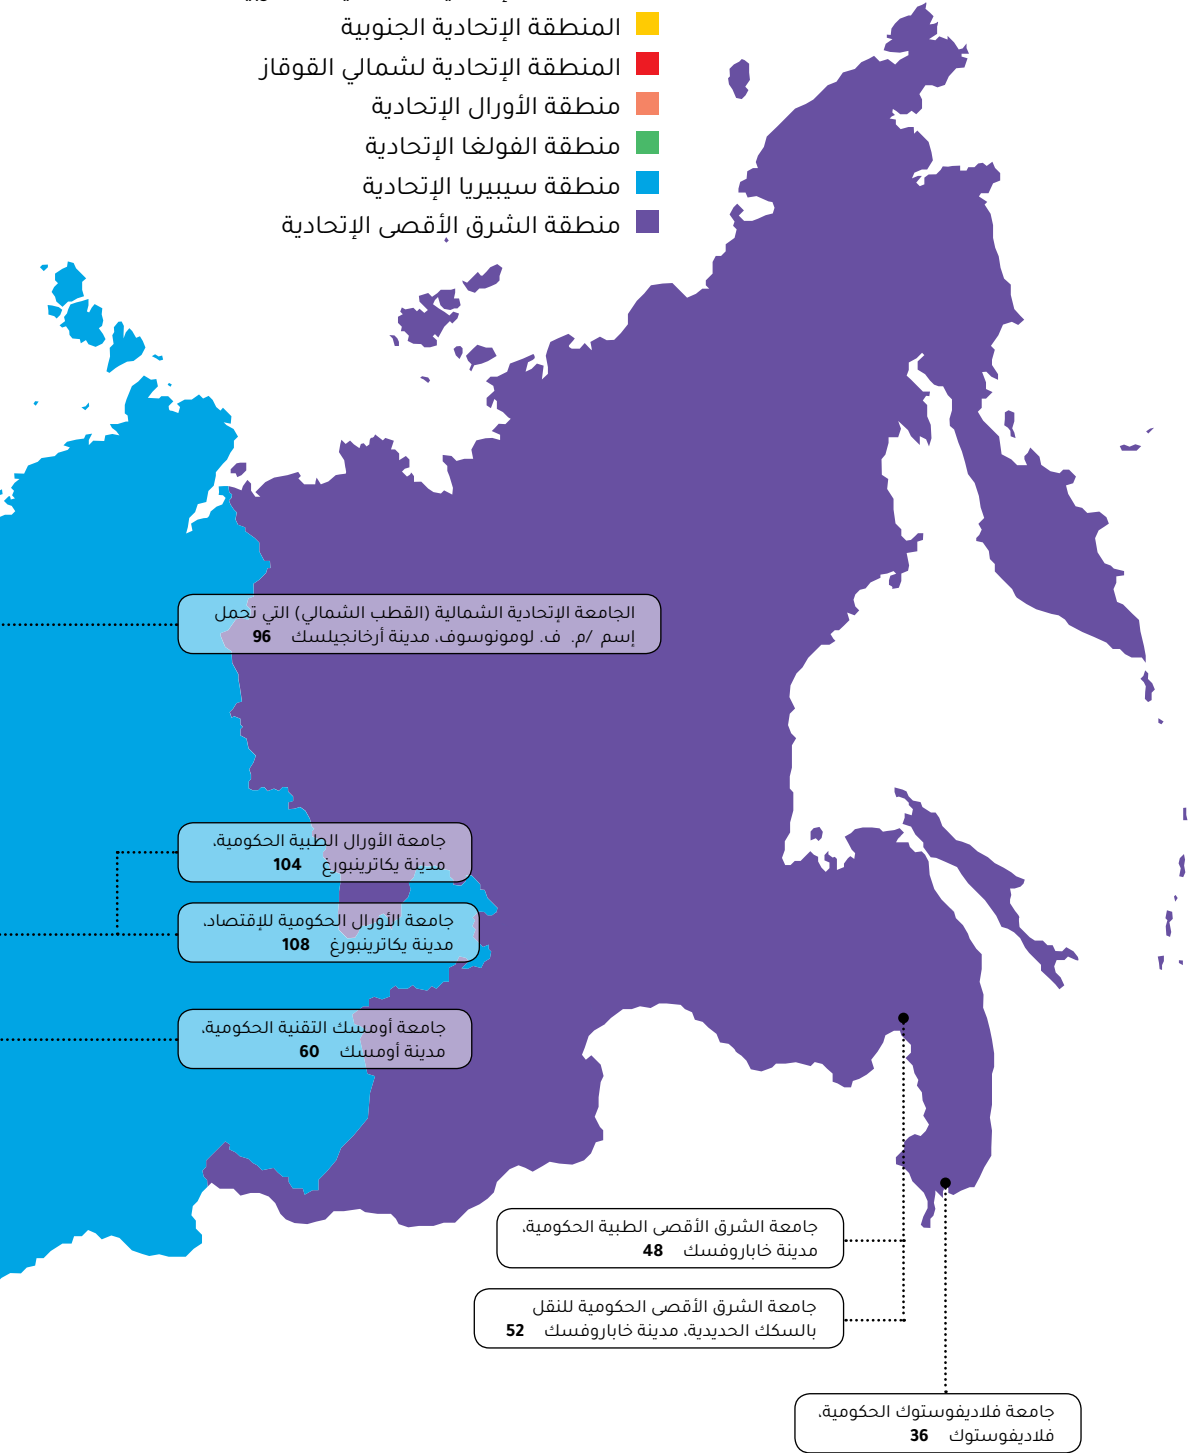 المنطقة الإتحادية الجنوبية
المنطقة الإتحادية لشمالي القوقاز
منطقة الأورال الإتحادية
منطقة الفولغا الإتحادية
منطقة سيبيريا الإتحادية
منطقة الشرق الأقصى الإتحادية
الجامعة الإتحادية الشمالية (القطب الشمالي) التي تحمل
إسم /م. ف. لومونوسوف، مدينة أرخانجيلسك 96
جامعة الأورال الطبية الحكومية،
مدينة يكاترينبورغ 104
جامعة الأورال الحكومية للإقتصاد،
مدينة يكاترينبورغ 108
جامعة أومسك التقنية الحكومية،
مدينة أومسك 60
جامعة الشرق الأقصى الطبية الحكومية،
مدينة خاباروفسك 48
جامعة الشرق الأقصى الحكومية للنقل
بالسكك الحديدية، مدينة خاباروفسك 52
جامعة فلاديفوستوك الحكومية،
فلاديفوستوك 36